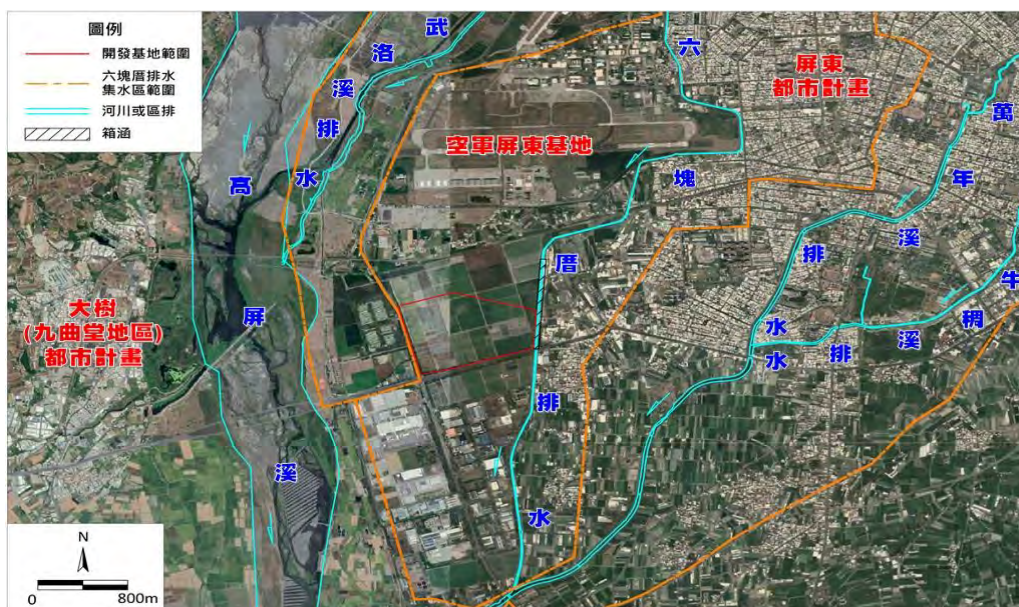 圖例
開發基地範圍
六塊厝排水
集水區範圍
河川或區排
箱涵
武洛溪排水
六塊厝排水
屏東
都市計畫
萬年溪排水
空軍屏東基地
牛稠溪排水
高屏溪
大樹
(九曲堂地區)
都市計畫
N
0 800m